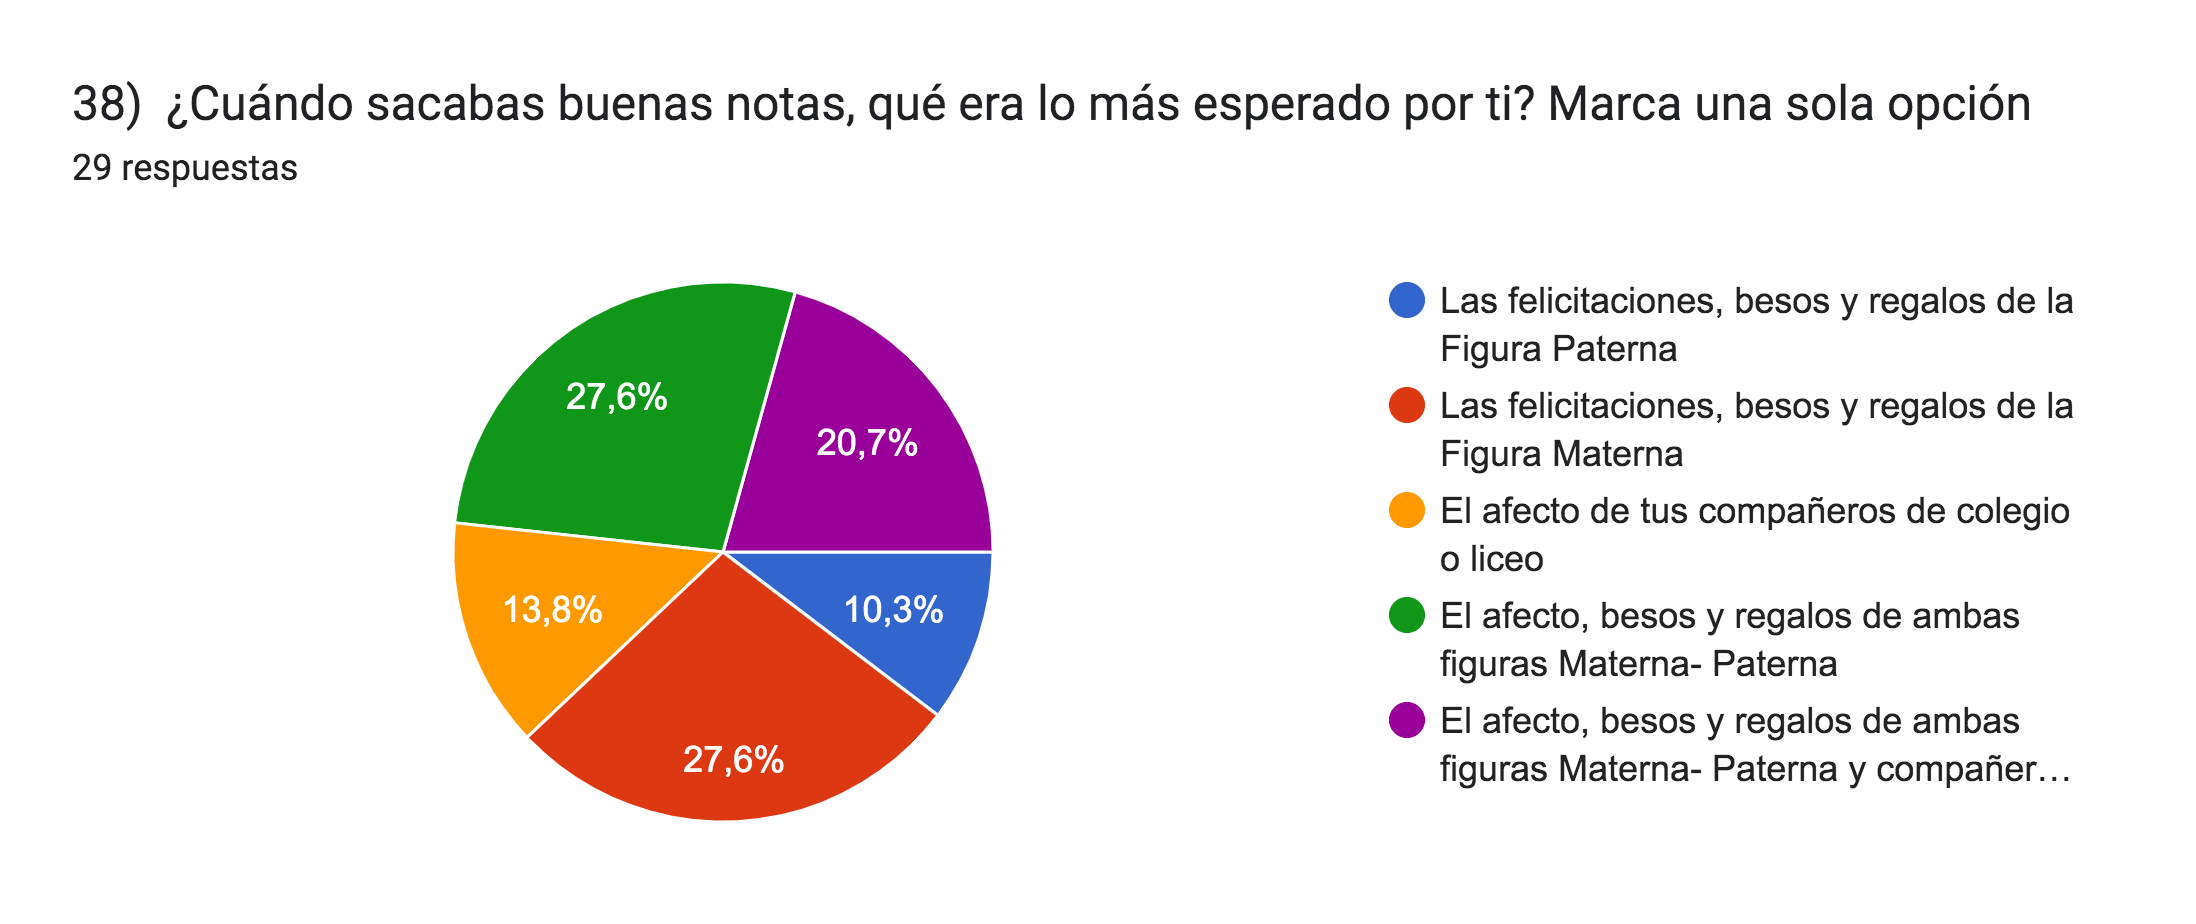 38)  ¿Cuándo sacabas buenas notas, qué era lo más esperado por ti? Marca una sola opción
29 respuestas
27,6%
20,7%
13,8%
10,3%
27,6%
Las felicitaciones, besos y regalos de la
Figura Paterna
Las felicitaciones, besos y regalos de la
Figura Materna
El afecto de tus compañeros de colegio
o liceo
El afecto, besos y regalos de ambas
figuras Materna- Paterna
El afecto, besos y regalos de ambas
figuras Materna- Paterna y compañer…